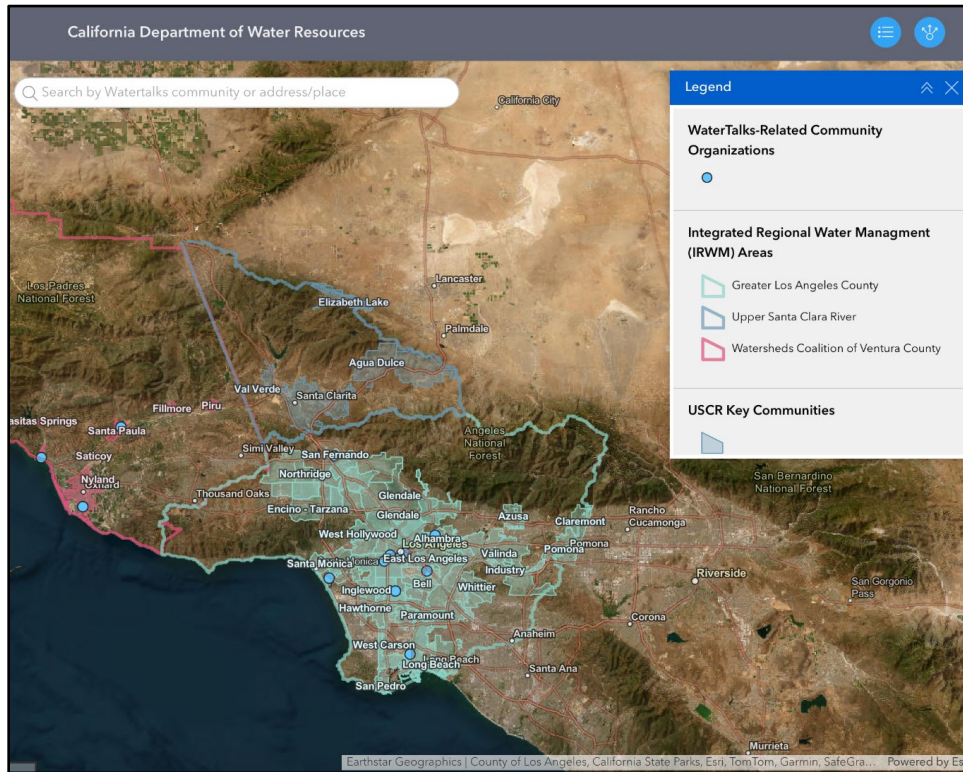 California Department of Water Resources
Search by Watertalks community or address/place
Legend
WaterTalks-Related Community
Organizations
Integrated Regional Water Managment
(IRWM) Areas
Greater Los Angeles County
Upper Santa Clara River
Watersheds Coalition of Ventura County
USCR Key Communities
California City
Los Padres
National Forest
Lancaster
Elizabeth Lake
Palmdale
Agua Dulce
Val Verde
Santa Clarita
Fillmore
Piru
asitas Springs
Santa Paula
Angeles
National
Forest
Simi Valley
San Fernando
Saticoy
Northridge
San Bernardino
National Forest
Nyland
Oxnard
Thousand Oaks
Glendale
Encino - Tarzana
Glendale
Azusa
Rancho
Cucamonga
Claremont
West Hollywood
Alhambra
Los Angeles
Pomona
Pomona
Valinda
East Los Angeles
Santa Monica
Industry
Bell
Riverside
Inglewood
Whittier
San Gorgonio
Pass
Hawthorne
Paramount
Corona
Anaheim
West Carson
Long Beach
Long Beach
Santa Ana
San Pedro
Murrieta
Earthstar Geographics | County of Los Angeles, California State Parks, Esri, TomTom, Garmin, SafeGra... Powered by Es